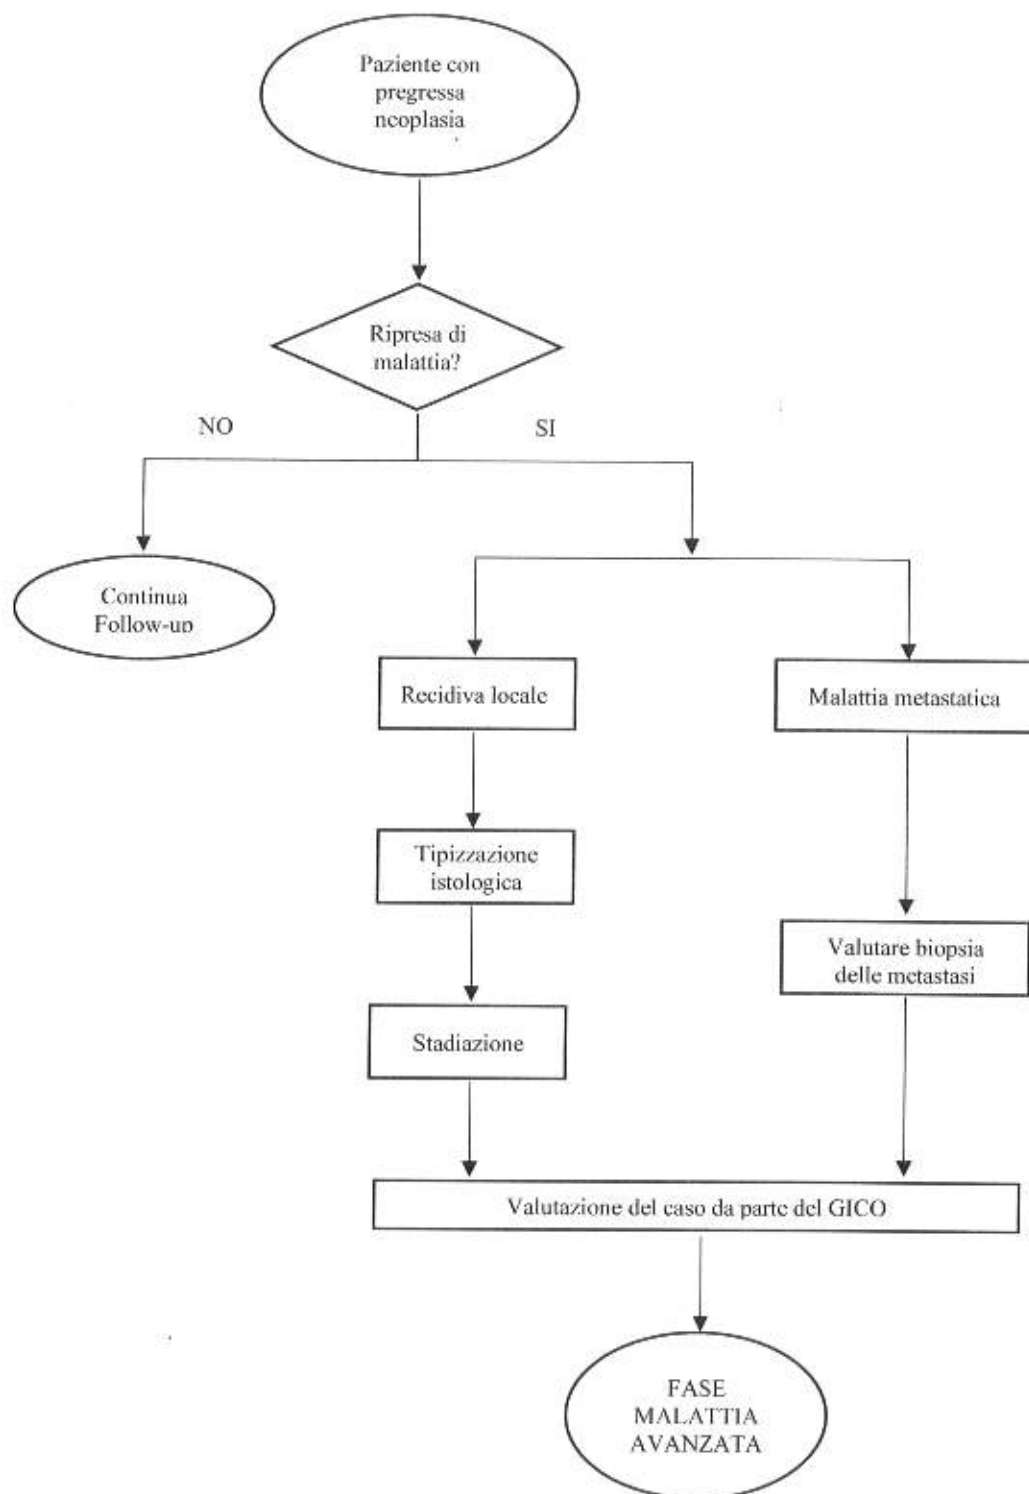 Paziente con
pregressa
neoplasia
Ripresa di
malattia?
NO
SI
Continua
Follow-up
Recidiva locale
Malattia metastatica
Tipizzazione
istologica
Valutare biopsia
delle metastasi
Stadiazione
Valutazione del caso da parte del GICO
FASE
MALATTIA
AVANZATA